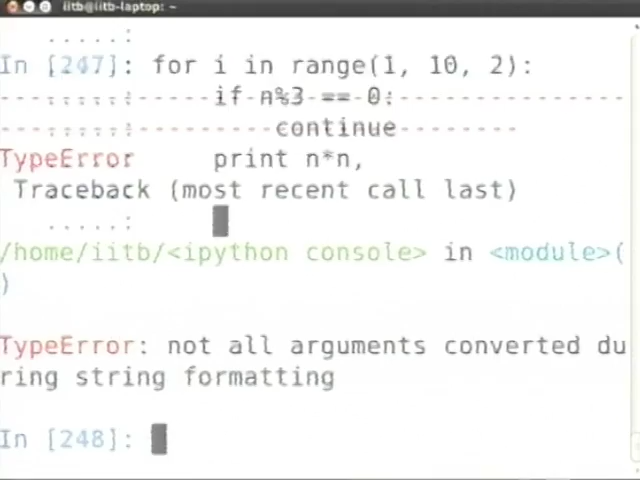 iitb@iitb-laptop: ~
.....:
In [247]: for i in range(1, 10, 2):
.....: if n%3 == 0:
.....: continue
TypeError print n*n,
Traceback (most recent call last)
.....:
/home/iitb/<ipython console> in <module>(
)
TypeError: not all arguments converted du
ring string formatting
In [248]: